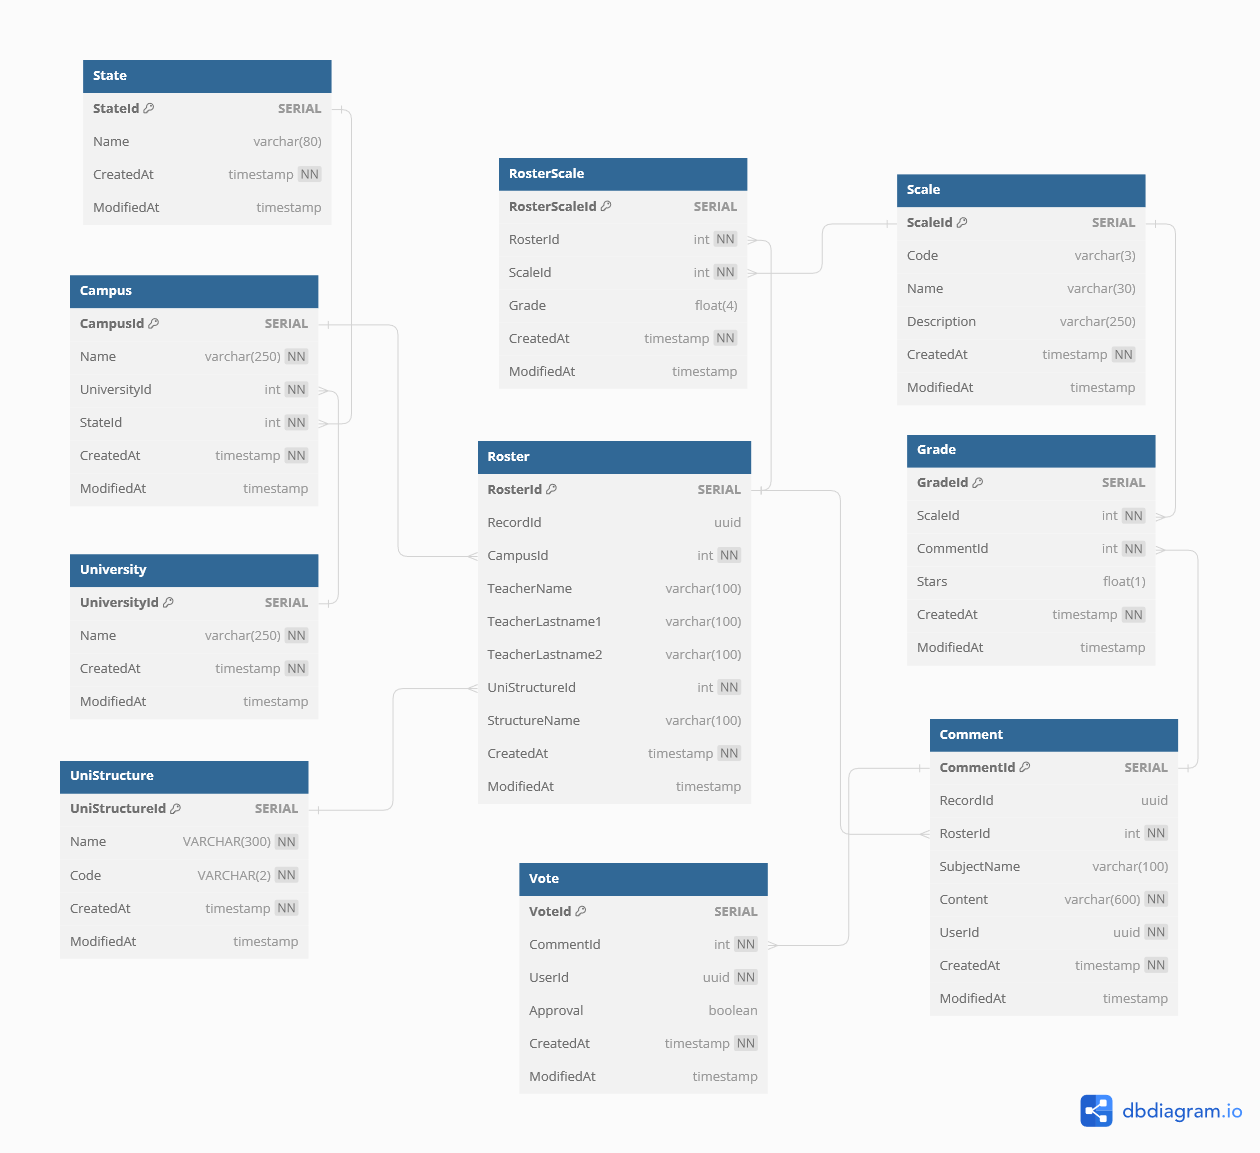 State
StateId SERIAL
Name varchar(80)
CreatedAt timestamp NN
ModifiedAt timestamp
Campus
CampusId SERIAL
Name varchar(250) NN
UniversityId int NN
StateId int NN
CreatedAt timestamp NN
ModifiedAt timestamp
University
UniversityId SERIAL
Name varchar(250) NN
CreatedAt timestamp NN
ModifiedAt timestamp
UniStructure
UniStructureId SERIAL
Name VARCHAR(300) NN
Code VARCHAR(2) NN
CreatedAt timestamp NN
ModifiedAt timestamp
RosterScale
RosterScaleId SERIAL
RosterId int NN
ScaleId int NN
Grade float(4)
CreatedAt timestamp NN
ModifiedAt timestamp
Roster
RosterId SERIAL
RecordId uuid
CampusId int NN
TeacherName varchar(100)
TeacherLastname1 varchar(100)
TeacherLastname2 varchar(100)
UniStructureId int NN
StructureName varchar(100)
CreatedAt timestamp NN
ModifiedAt timestamp
Vote
VoteId SERIAL
CommentId int NN
UserId uuid NN
Approval boolean
CreatedAt timestamp NN
ModifiedAt timestamp
Scale
ScaleId SERIAL
Code varchar(3)
Name varchar(30)
Description varchar(250)
CreatedAt timestamp NN
ModifiedAt timestamp
Grade
GradeId SERIAL
ScaleId int NN
CommentId int NN
Stars float(1)
CreatedAt timestamp NN
ModifiedAt timestamp
Comment
CommentId SERIAL
RecordId uuid
RosterId int NN
SubjectName varchar(100)
Content varchar(600) NN
UserId uuid NN
CreatedAt timestamp NN
ModifiedAt timestamp
dbdiagram.io